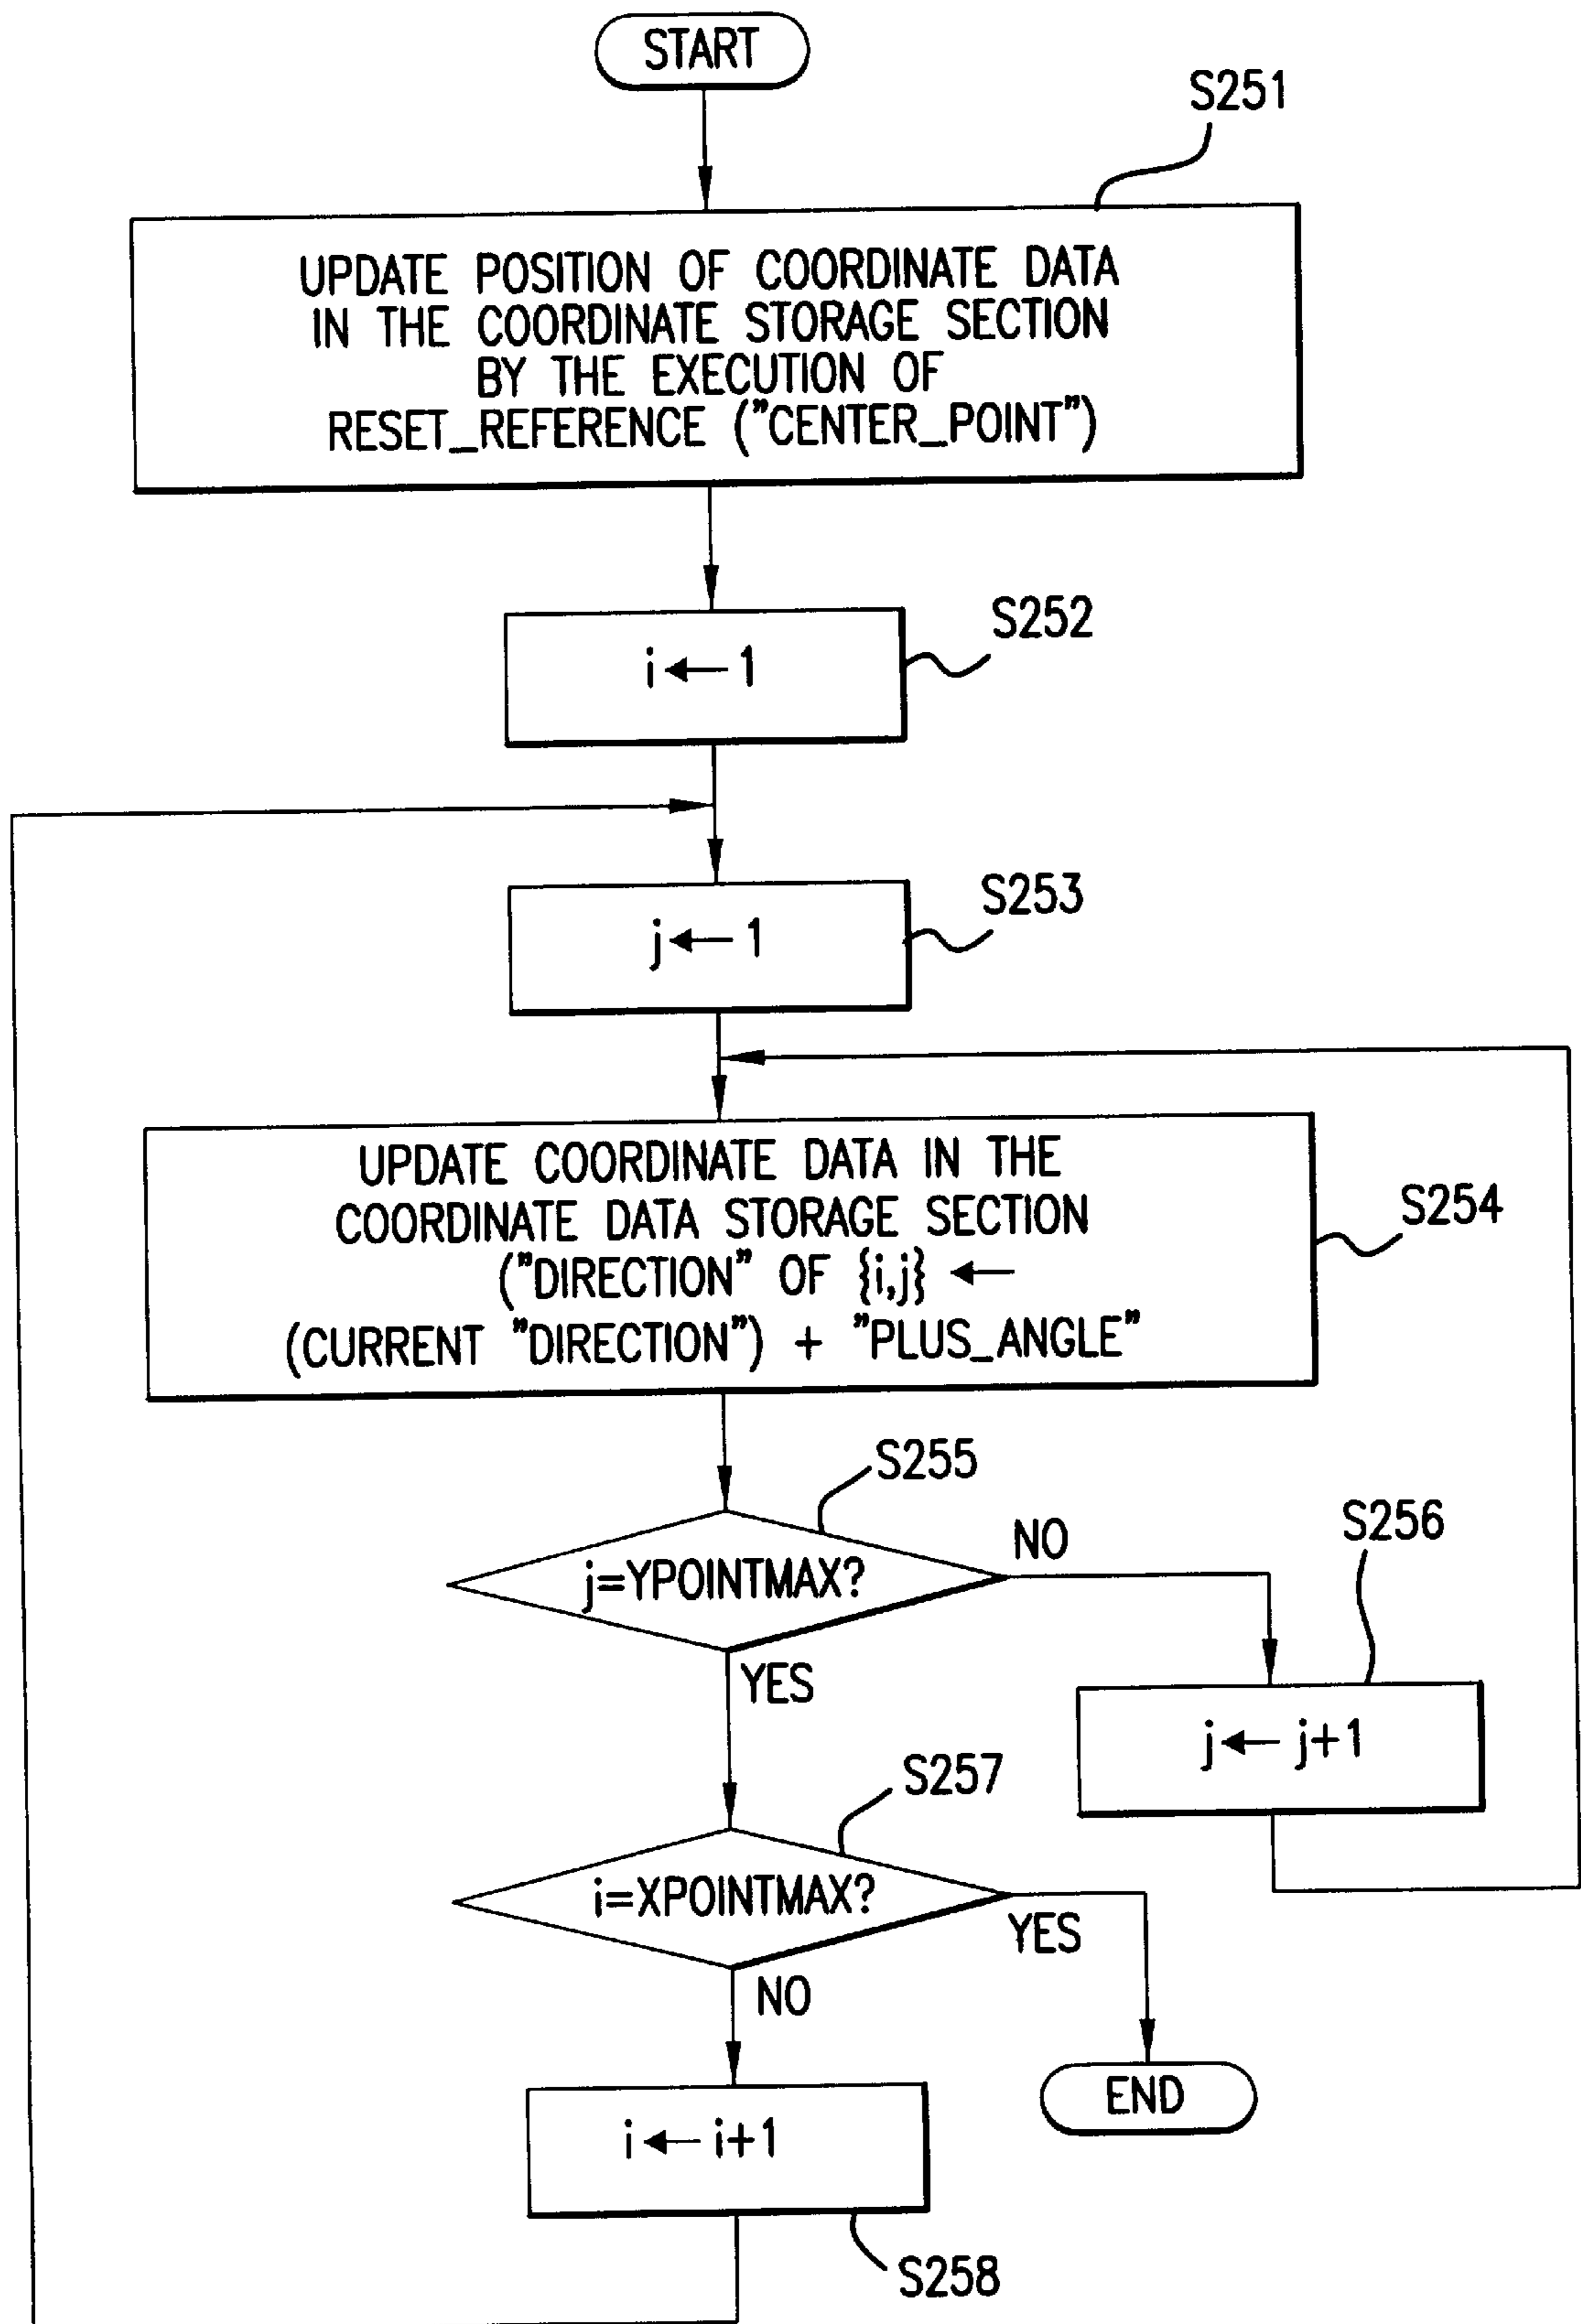 START
S251
UPDATE POSITION OF COORDINATE DATA
IN THE COORDINATE STORAGE SECTION
BY THE EXECUTION OF
RESET_REFERENCE ("CENTER_POINT")
S252
i ← 1
S253
j ← 1
UPDATE COORDINATE DATA IN THE
COORDINATE DATA STORAGE SECTION
("DIRECTION" OF {i,j} ←
(CURRENT "DIRECTION") + "PLUS_ANGLE"
S254
S255
j=YPOINTMAX?
NO
YES
S256
j ← j+1
S257
i=XPOINTMAX?
YES
NO
END
i ← i+1
S258